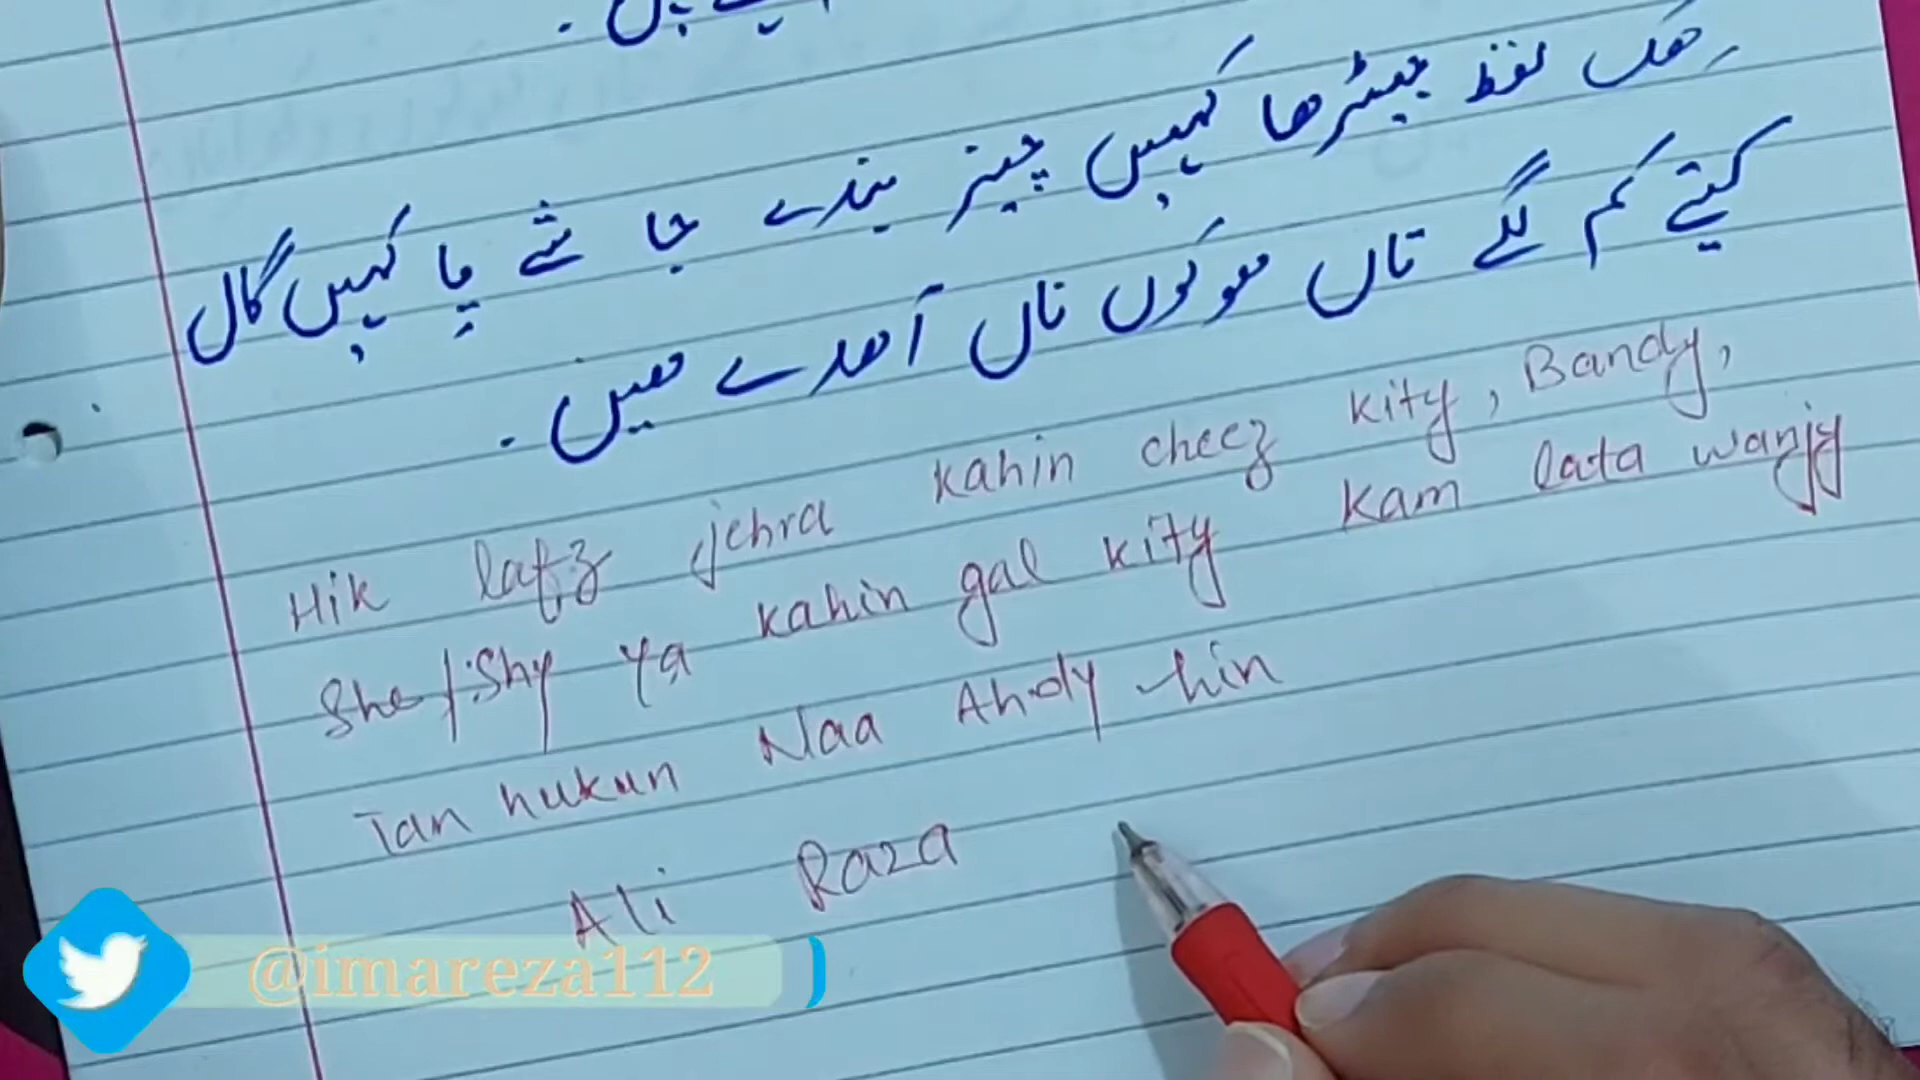 ہیں .
ہک لفظ جیڑھا کہیں چیز بندے جا شے یا کہیں گال
کیتے کم لگے تاں ہوکوں ناں آھدے ھین .
Hik lafz jehra kahin cheez kity, Bandy,
She/Shy ya kahin gal kity kam lata wanjy
Tan hukun Naa Ahdy hin
Ali Raza
@imareza112